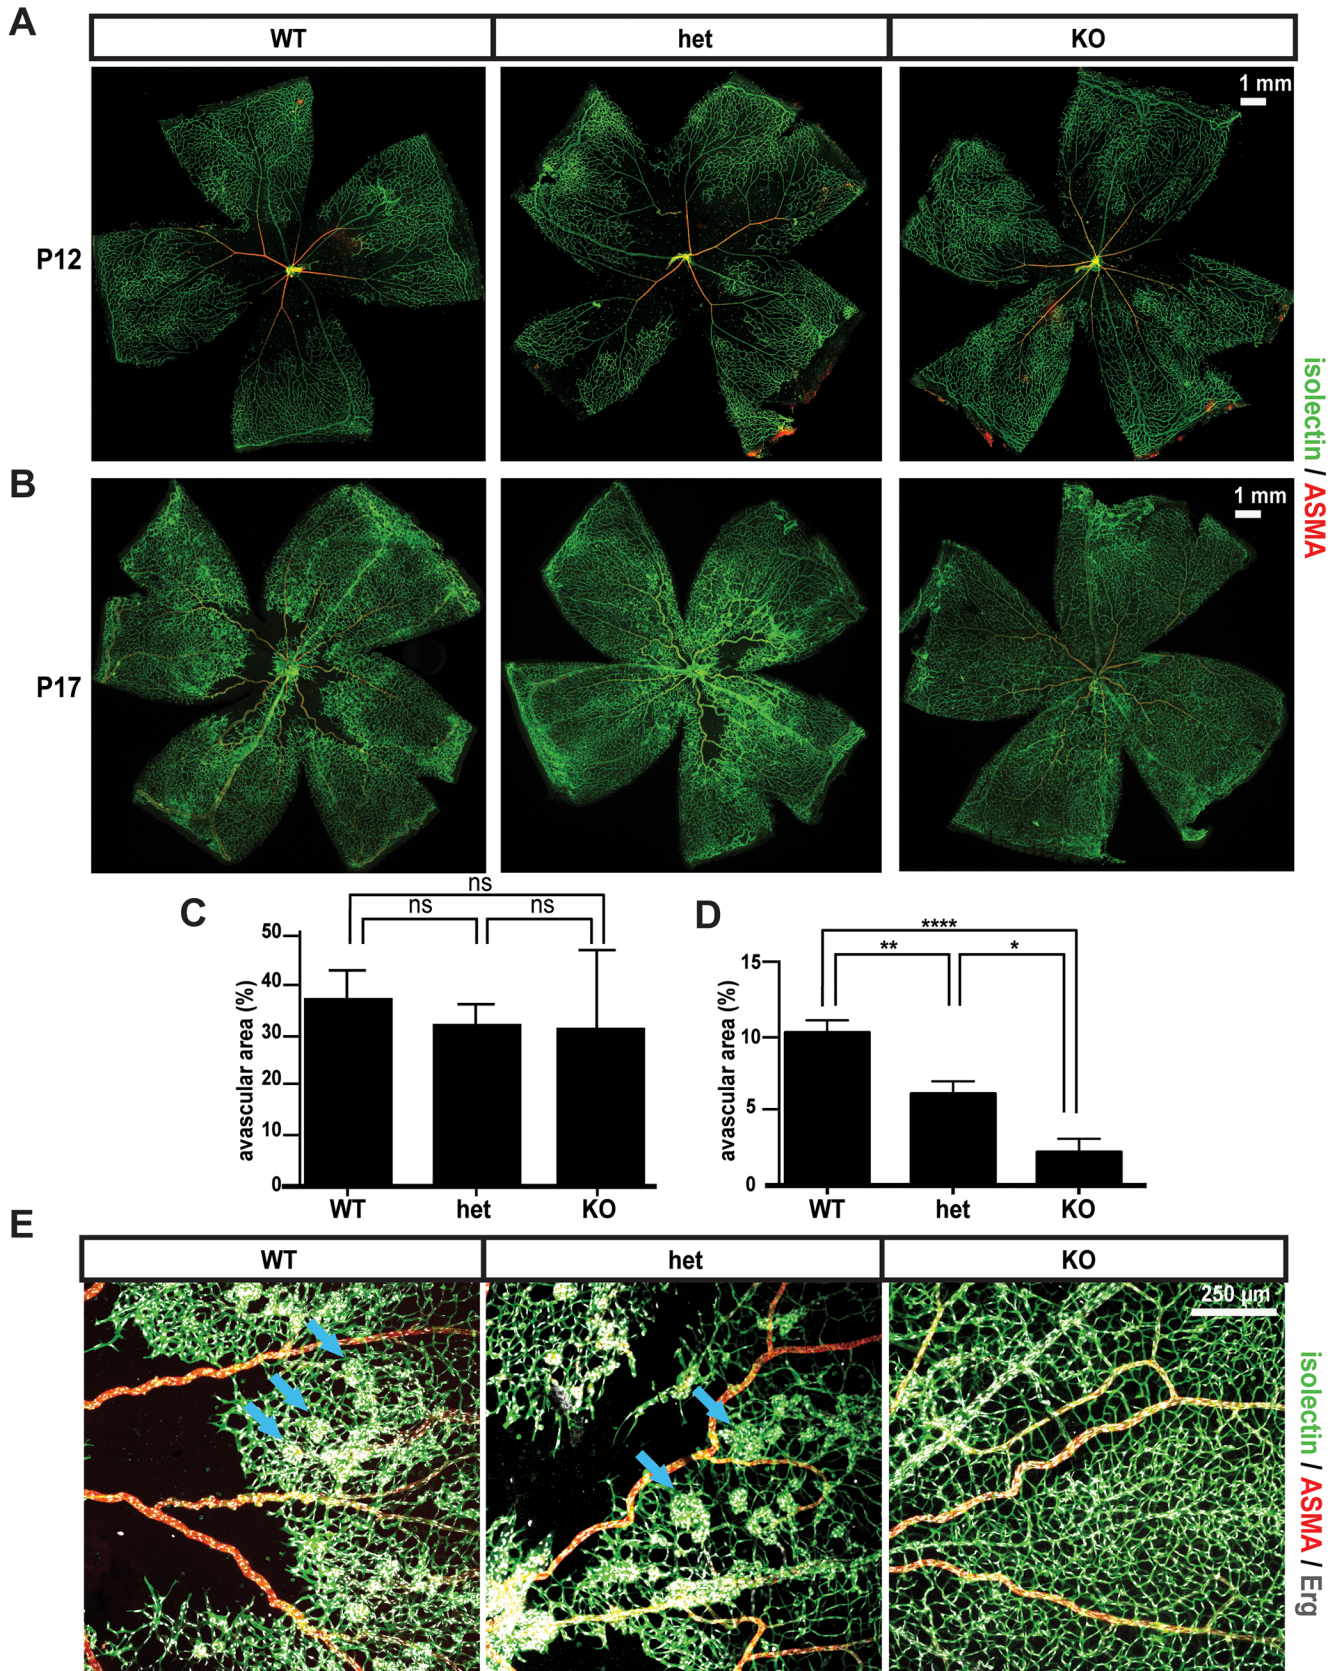 A
WT het KO
1 mm
P12
isolectin / ASMA
B
1 mm
P17
C
ns
ns ns
avascular area (%)
50
40
30
20
10
0
WT het KO
D
****
** *
avascular area (%)
15
10
5
0
WT het KO
E
WT het KO
250 µm
isolectin / ASMA / Erg